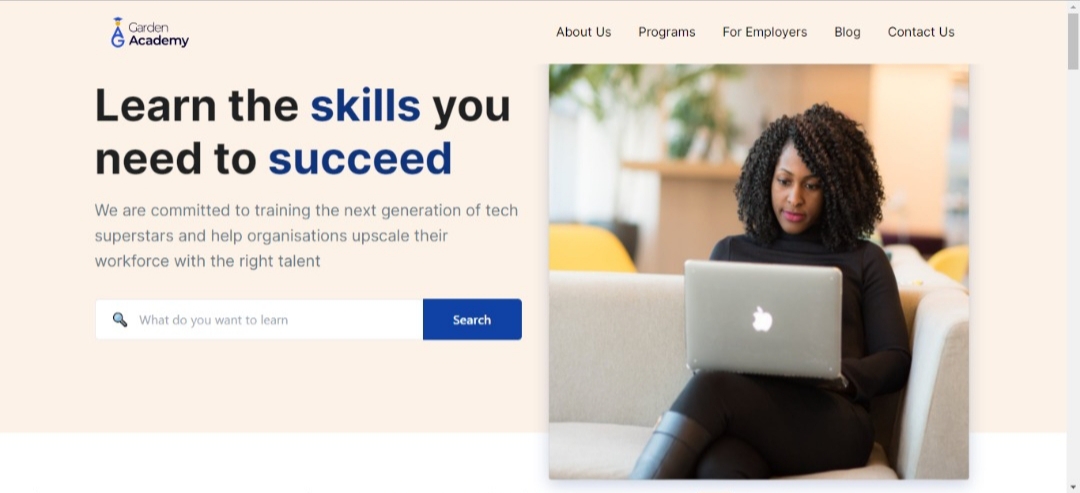 Garden
Academy
About Us
Programs
For Employers
Blog
Contact Us
Learn the skills you
need to succeed
We are committed to training the next generation of tech
superstars and help organisations upscale their
workforce with the right talent
What do you want to learn
Search